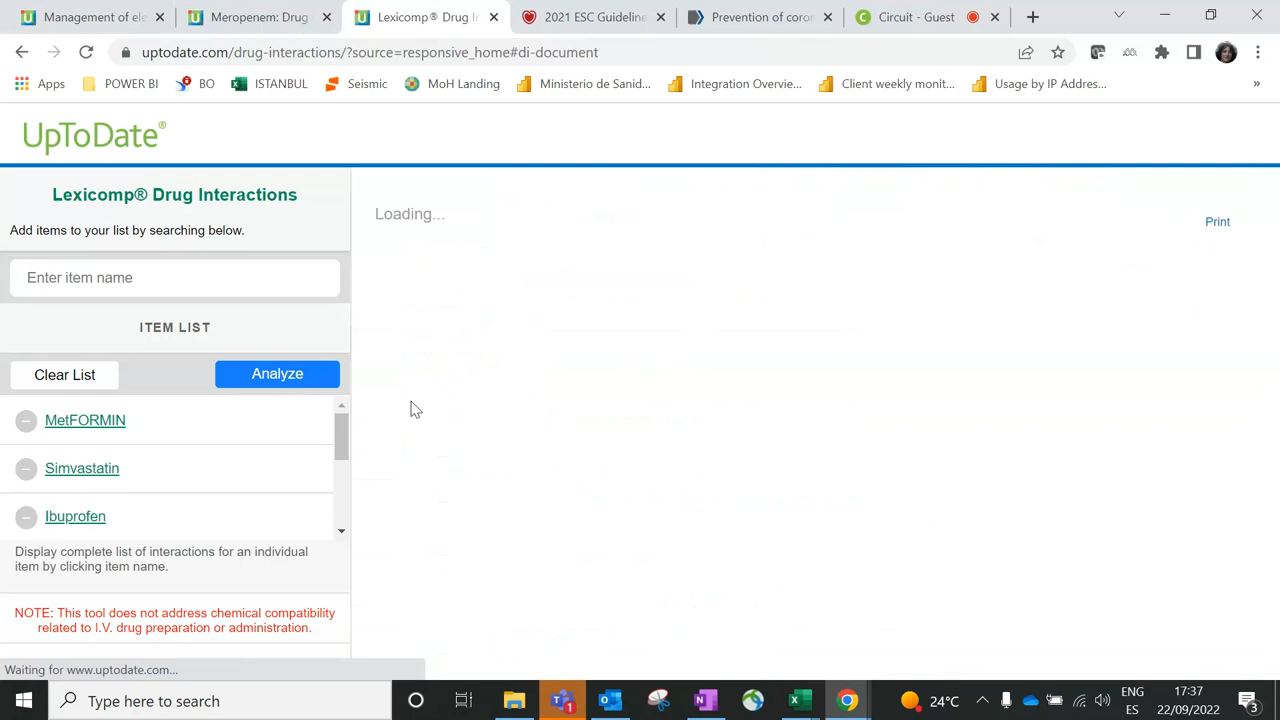 Management of ele
Meropenem: Drug
Lexicomp® Drug In
2021 ESC Guideline
Prevention of coror
Circuit - Guest
uptodate.com/drug-interactions/?source=responsive_home#di-document
Apps
POWER BI
BO
ISTANBUL
Seismic
MoH Landing
Ministerio de Sanid...
Integration Overvie...
Client weekly monit...
Usage by IP Addres...
»
UpToDate®
Lexicomp® Drug Interactions
Add items to your list by searching below.
Enter item name
ITEM LIST
Clear List
Analyze
MetFORMIN
Simvastatin
Ibuprofen
Display complete list of interactions for an individual
item by clicking item name.
NOTE: This tool does not address chemical compatibility
related to I.V. drug preparation or administration.
Loading...
Print
Waiting for www.uptodate.com...
Type here to search
1
24°C
ENG
ES
17:37
22/09/2022
3